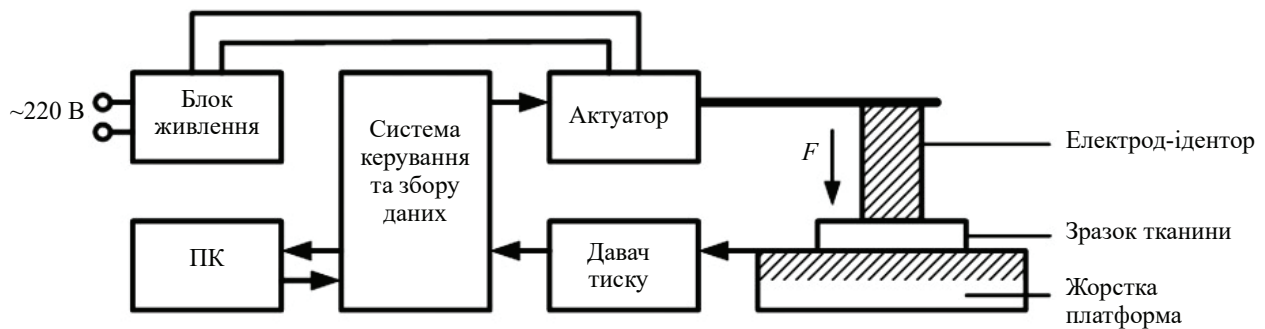 ~220 В
Блок
живлення
Система
керування
та збору
даних
Актуатор
F
Електрод-ідентор
ПК
Давач
тиску
Зразок тканини
Жорстка
платформа